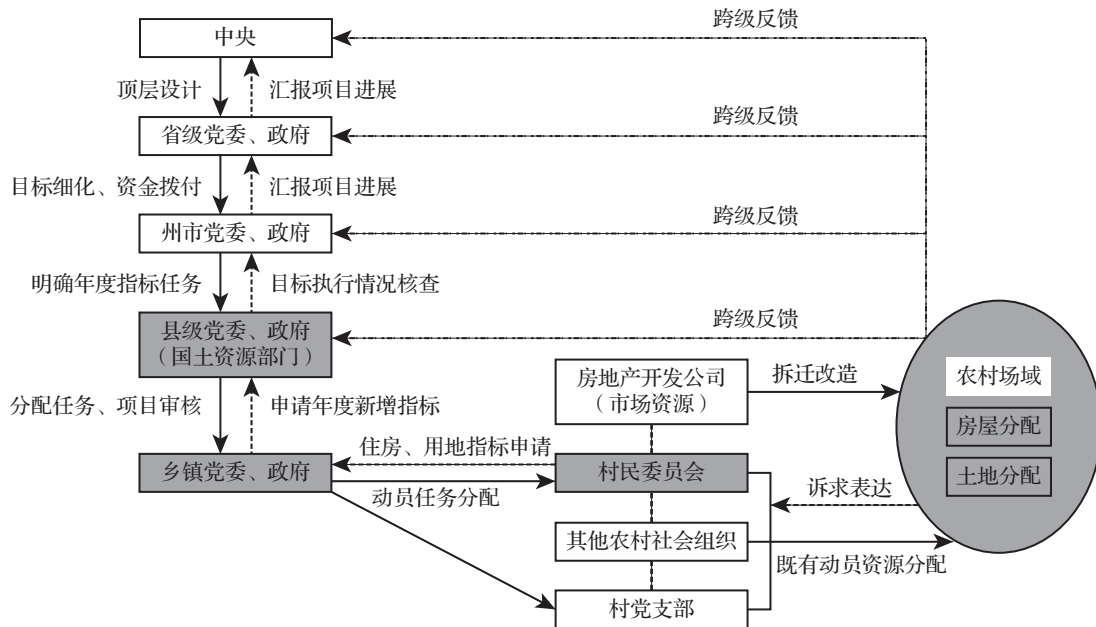 中央
跨级反馈
顶层设计
汇报项目进展
省级党委、政府
跨级反馈
目标细化、资金拨付
汇报项目进展
州市党委、政府
跨级反馈
明确年度指标任务
目标执行情况核查
县级党委、政府
（国土资源部门）
跨级反馈
分配任务、项目审核
申请年度新增指标
房地产开发公司
（市场资源）
拆迁改造
农村场域
房屋分配
土地分配
乡镇党委、政府
住房、用地指标申请
动员任务分配
村民委员会
诉求表达
其他农村社会组织
既有动员资源分配
村党支部